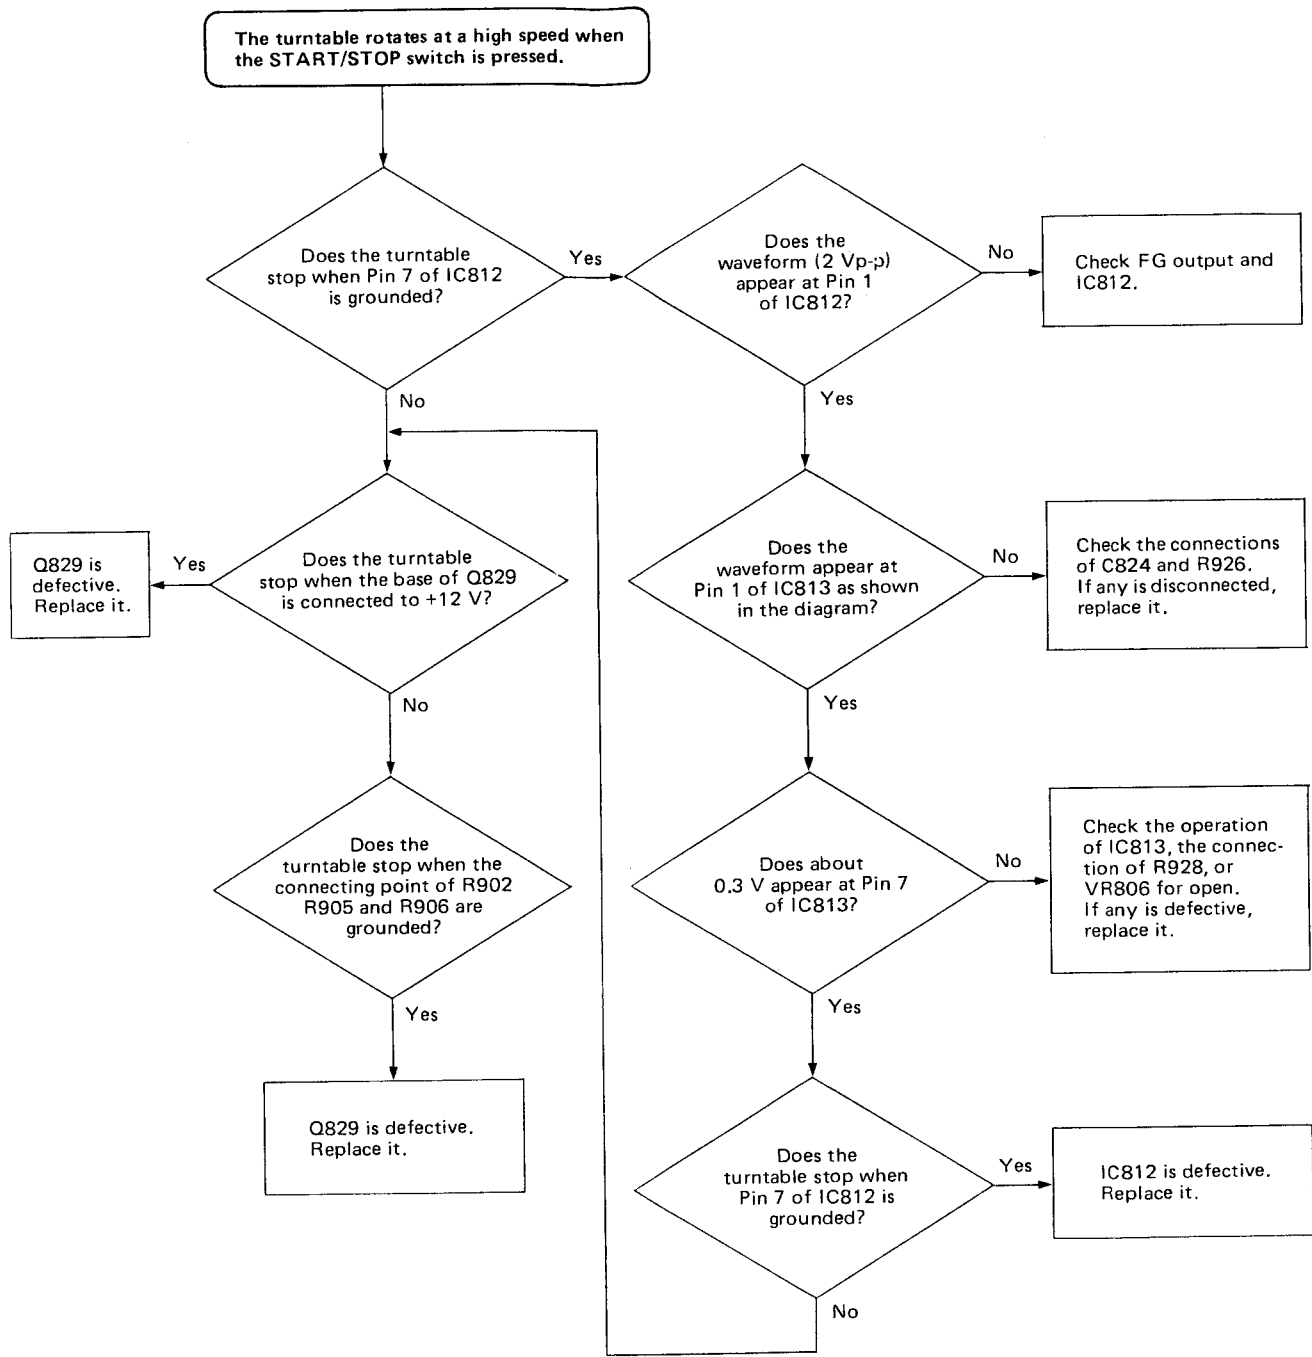 The turntable rotates at a high speed when
the START/STOP switch is pressed.
Does the turntable
stop when Pin 7 of IC812
is grounded?
Yes
No
Does the
waveform (2 Vp-p)
appear at Pin 1
of IC812?
No
Yes
Check FG output and
IC812.
Does the turntable
stop when the base of Q829
is connected to +12 V?
Yes
No
Q829 is
defective.
Replace it.
Does the
waveform appear at
Pin 1 of IC813 as shown
in the diagram?
No
Yes
Check the connections
of C824 and R926.
If any is disconnected,
replace it.
Does the
turntable stop when the
connecting point of R902
R905 and R906 are
grounded?
Yes
Q829 is defective.
Replace it.
Does about
0.3 V appear at Pin 7
of IC813?
No
Yes
Check the operation
of IC813, the connec-
tion of R928, or
VR806 for open.
If any is defective,
replace it.
Does the
turntable stop when
Pin 7 of IC812 is
grounded?
Yes
No
IC812 is defective.
Replace it.